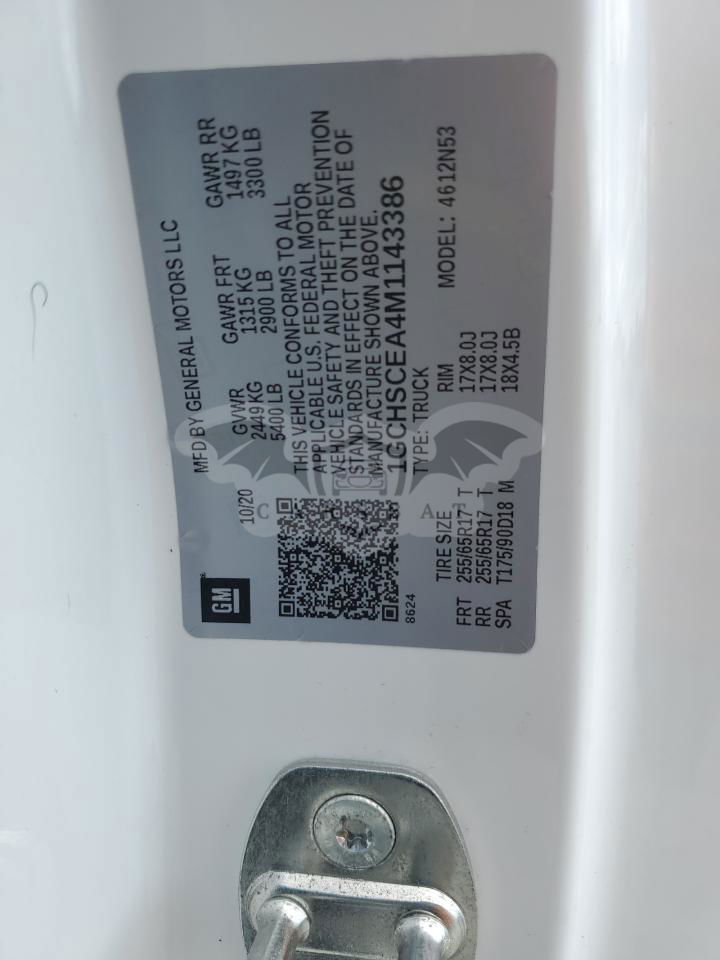 MFD BY GENERAL MOTORS LLC
10/20
GVWR
2449 KG
5400 LB
GAWR FRT
1315 KG
2900 LB
GAWR RR
1497 KG
3300 LB
THIS VEHICLE CONFORMS TO ALL
APPLICABLE U.S. FEDERAL MOTOR
VEHICLE SAFETY AND THEFT PREVENTION
STANDARDS IN EFFECT ON THE DATE OF
MANUFACTURE SHOWN ABOVE.
1GCHSCEA4M1143386
TYPE: TRUCK
MODEL: 4612N53
GM
8624
TIRE SIZE RIM
FRT 255/65R17 T 17X8.0J
RR 255/65R17 T 17X8.0J
SPA T175/90D18 M 18X4.5B